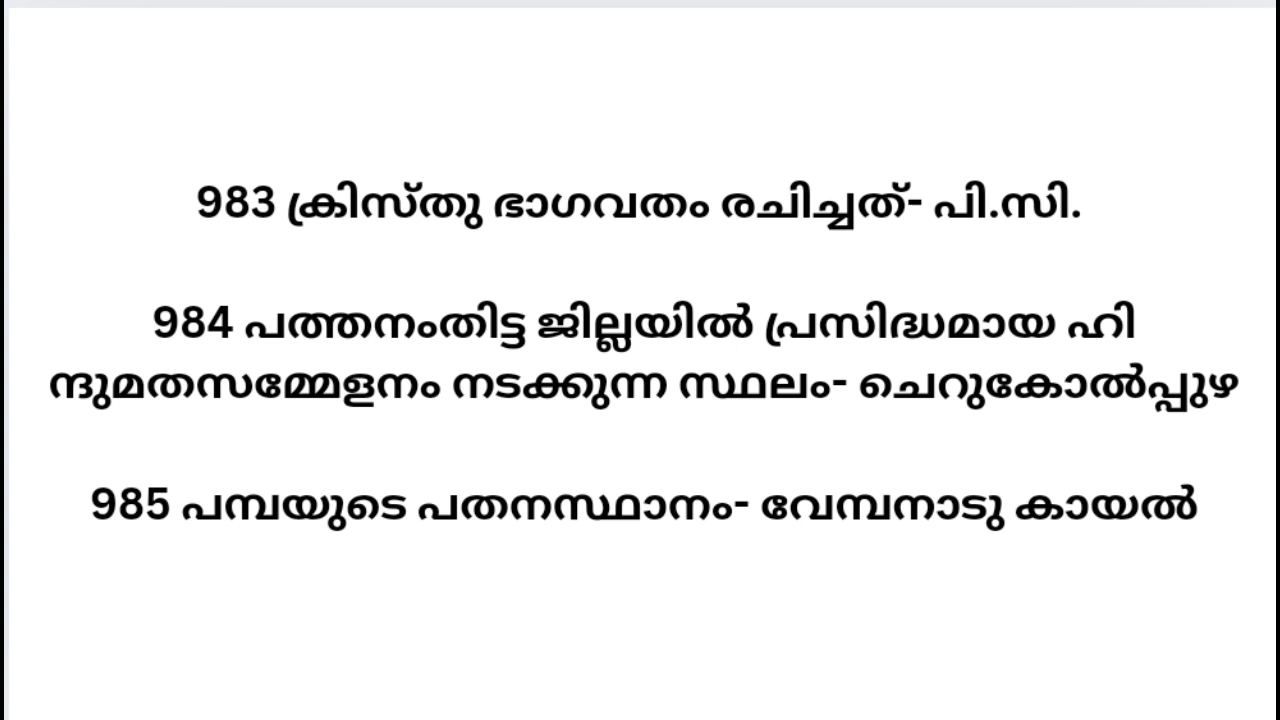 983 ക്രിസ്തു ഭാഗവതം രചിച്ചത്- പി.സി.
984 പത്തനംതിട്ട ജില്ലയിൽ പ്രസിദ്ധമായ ഹി
ന്ദുമതസമ്മേളനം നടക്കുന്ന സ്ഥലം- ചെറുകോൽപ്പുഴ
985 പമ്പയുടെ പതനസ്ഥാനം- വേമ്പനാടു കായൽ